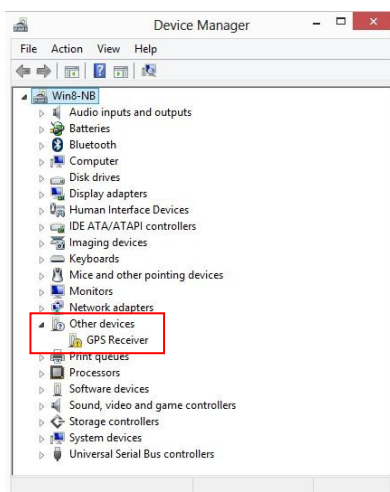 Device Manager
File Action View Help
Win8-NB
Audio inputs and outputs
Batteries
Bluetooth
Computer
Disk drives
Display adapters
Human Interface Devices
IDE ATA/ATAPI controllers
Imaging devices
Keyboards
Mice and other pointing devices
Monitors
Network adapters
Other devices
GPS Receiver
Print queues
Processors
Software devices
Sound, video and game controllers
Storage controllers
System devices
Universal Serial Bus controllers